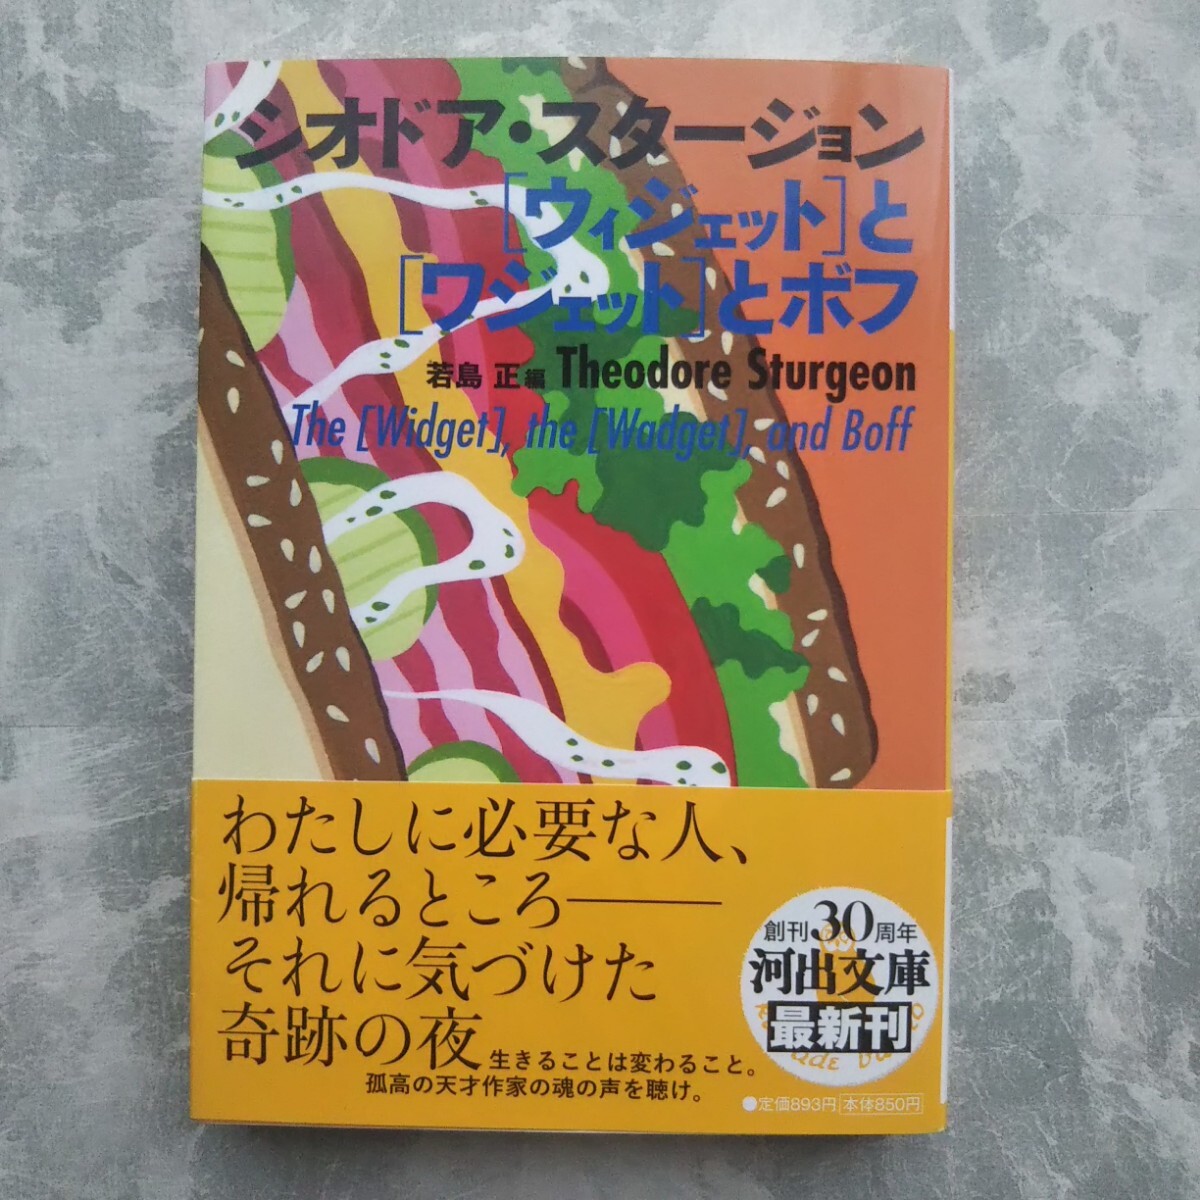 シオドア・スタージョン
［ウィジェット］と
［ワジェット］とボフ
若島 正編 Theodore Sturgeon
The [Widget], the [Wadget], and Boff
わたしに必要な人、
帰れるところ――
それに気づけた
奇跡の夜
生きることは変わること。
孤高の天才作家の魂の声を聴け。
創刊30周年
河出文庫
最新刊
●定価893円 本体850円